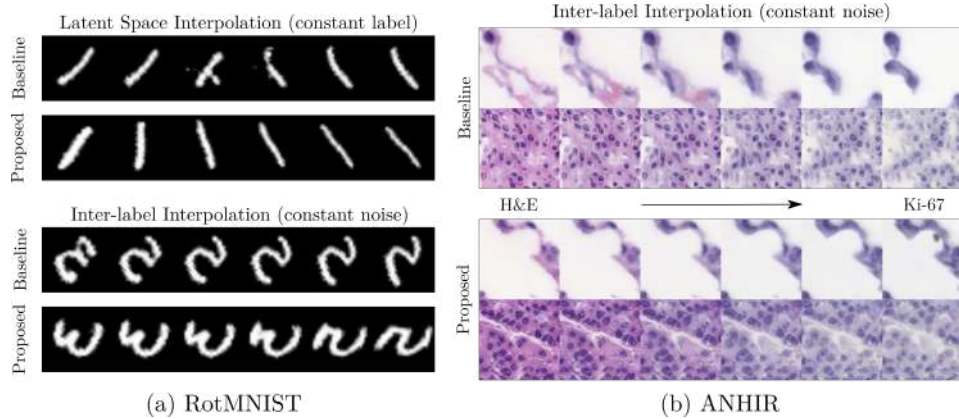 Latent Space Interpolation (constant label)
Baseline
Proposed
Inter-label Interpolation (constant noise)
Baseline
Proposed
(a) RotMNIST
Inter-label Interpolation (constant noise)
Baseline
H&E
Ki-67
Proposed
(b) ANHIR